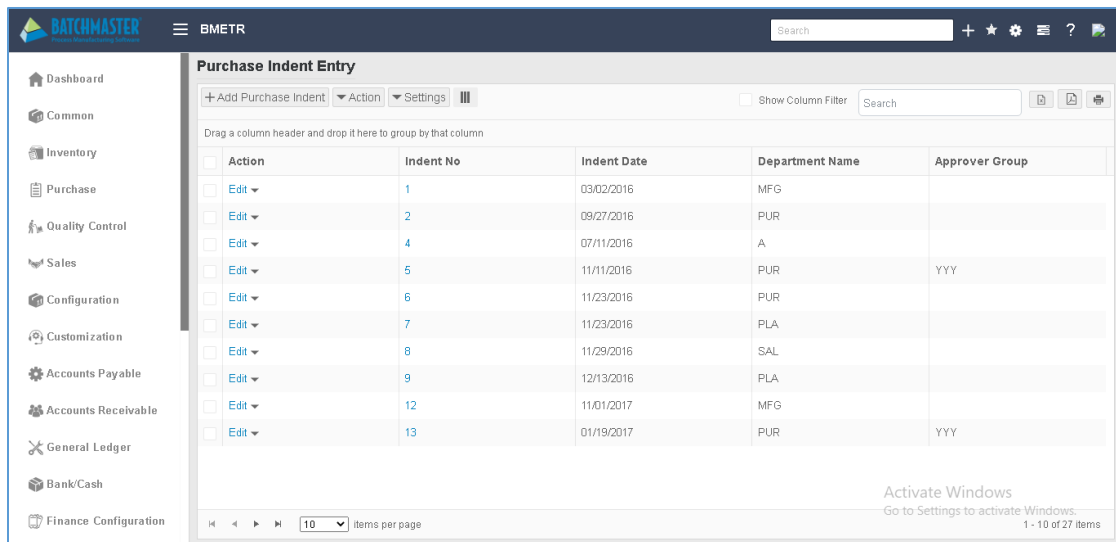 BATCHMASTER
Process Manufacturing Software
BMETR
Search
?
Dashboard
Common
Inventory
Purchase
Quality Control
Sales
Configuration
Customization
Accounts Payable
Accounts Receivable
General Ledger
Bank/Cash
Finance Configuration
Purchase Indent Entry
+ Add Purchase Indent Action Settings
Show Column Filter Search
Drag a column header and drop it here to group by that column
Action Indent No Indent Date Department Name Approver Group
Edit 1 03/02/2016 MFG
Edit 2 09/27/2016 PUR
Edit 4 07/11/2016 A
Edit 5 11/11/2016 PUR YYY
Edit 6 11/23/2016 PUR
Edit 7 11/23/2016 PLA
Edit 8 11/29/2016 SAL
Edit 9 12/13/2016 PLA
Edit 12 11/01/2017 MFG
Edit 13 01/19/2017 PUR YYY
Activate Windows
Go to Settings to activate Windows.
10 items per page
1 - 10 of 27 items